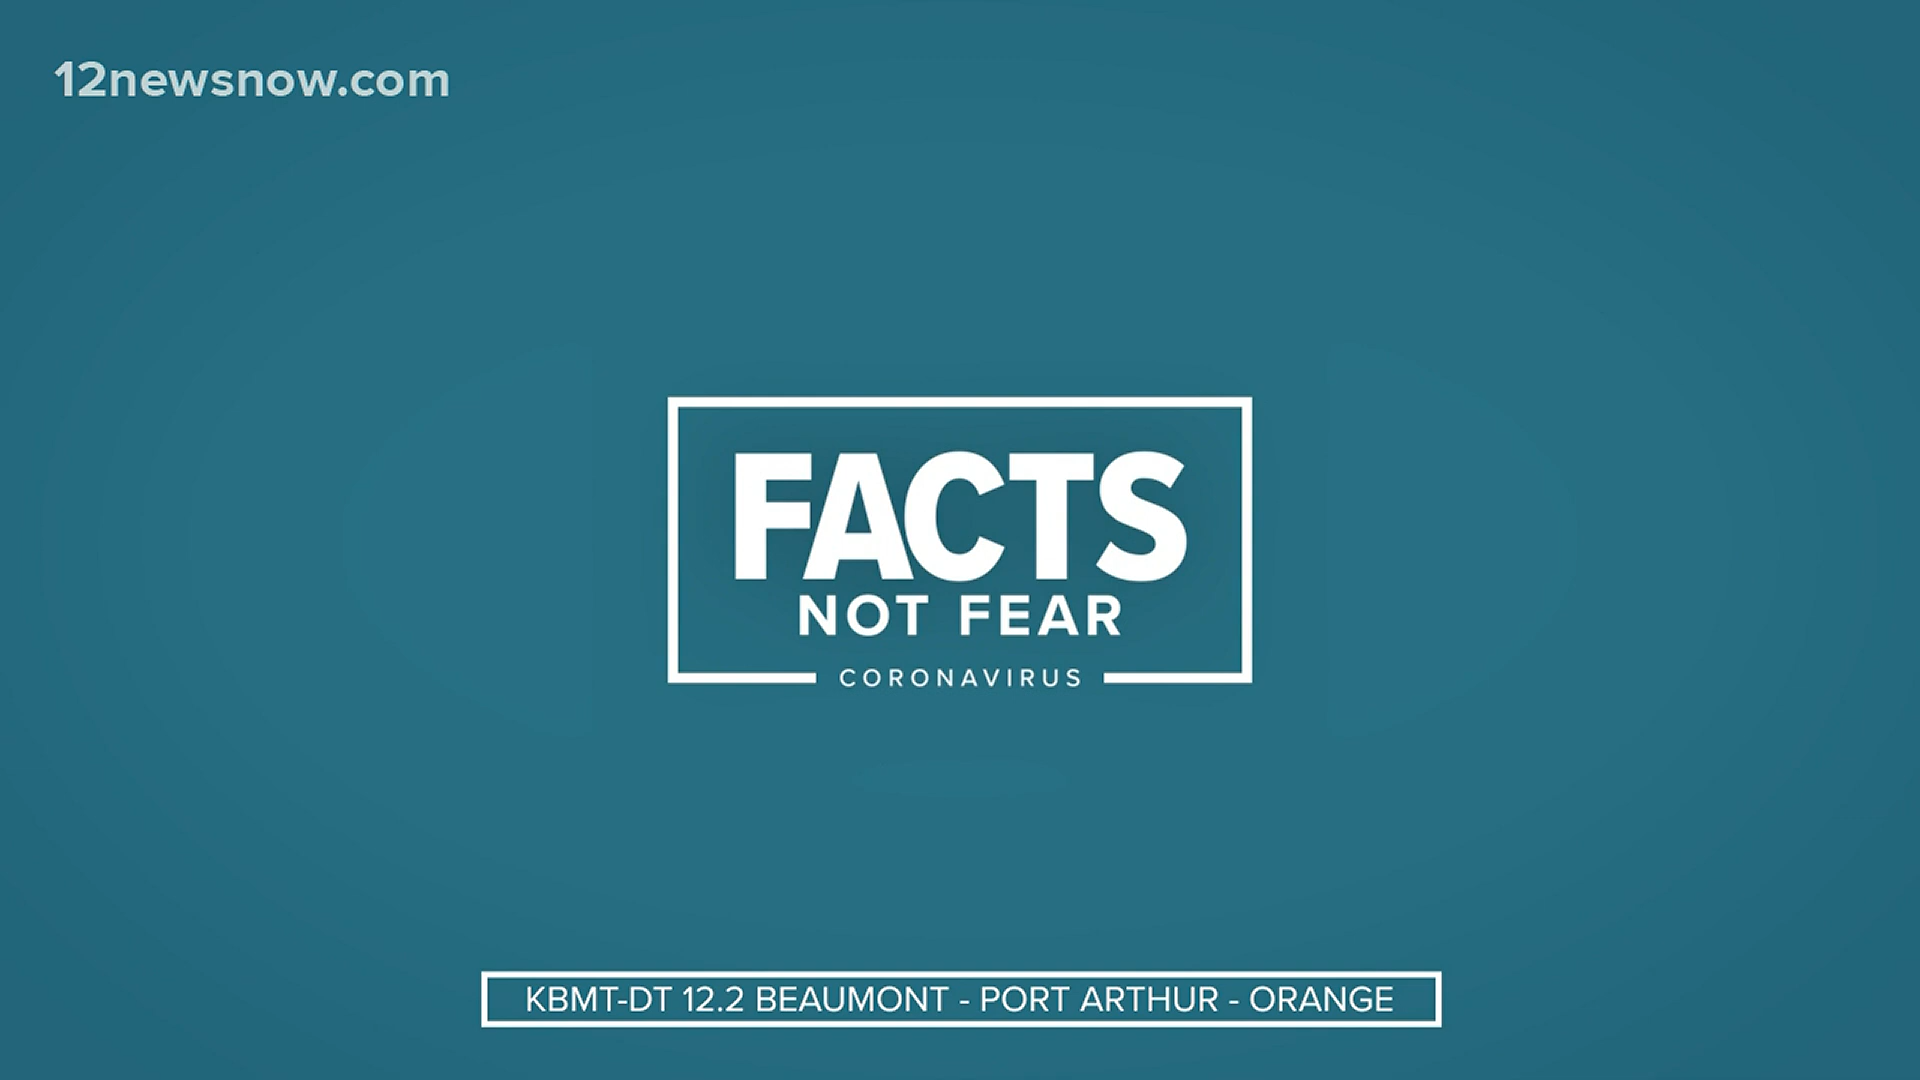 12newsnow.com
FACTS
NOT FEAR
CORONAVIRUS
KBMT-DT 12.2 BEAUMONT - PORT ARTHUR - ORANGE